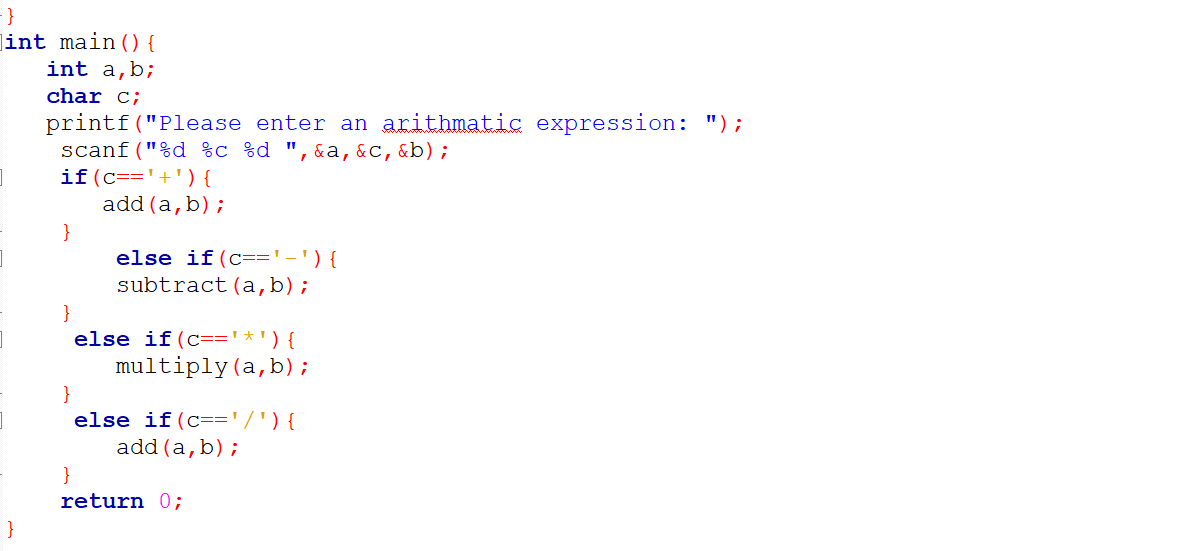 }
int main(){
int a,b;
char c;
printf("Please enter an arithmatic expression: ");
scanf("%d %c %d ",&a,&c,&b);
if(c=='+'){
add(a,b);
}
else if(c=='-'){
subtract(a,b);
}
else if(c=='*'){
multiply(a,b);
}
else if(c=='/'){
add(a,b);
}
return 0;
}